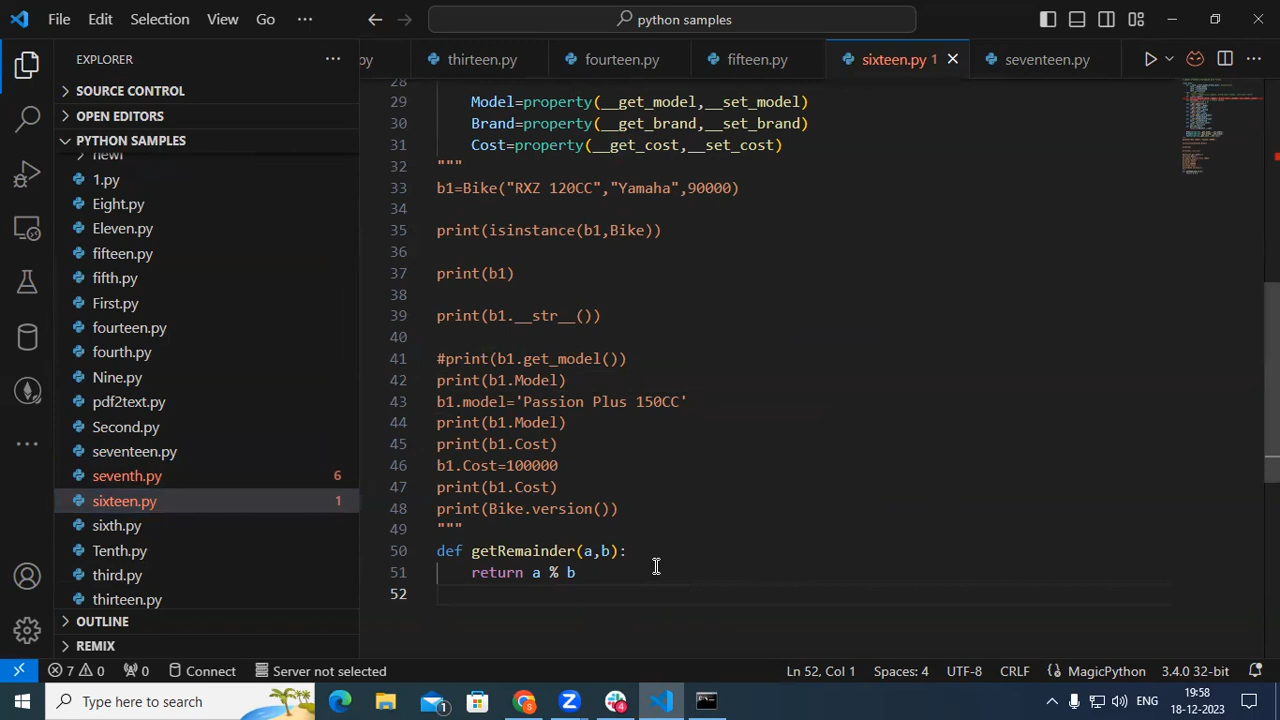 File Edit Selection View Go ··· python samples
EXPLORER ···
SOURCE CONTROL
OPEN EDITORS
PYTHON SAMPLES
new1
1.py
Eight.py
Eleven.py
fifteen.py
fifth.py
First.py
fourteen.py
fourth.py
Nine.py
pdf2text.py
Second.py
seventeen.py
seventh.py 6
sixteen.py 1
sixth.py
Tenth.py
third.py
thirteen.py
OUTLINE
REMIX
py thirteen.py fourteen.py fifteen.py sixteen.py 1 seventeen.py
28
29 Model=property(__get_model,__set_model)
30 Brand=property(__get_brand,__set_brand)
31 Cost=property(__get_cost,__set_cost)
32 """
33 b1=Bike("RXZ 120CC","Yamaha",90000)
34
35 print(isinstance(b1,Bike))
36
37 print(b1)
38
39 print(b1.__str__())
40
41 #print(b1.get_model())
42 print(b1.Model)
43 b1.model='Passion Plus 150CC'
44 print(b1.Model)
45 print(b1.Cost)
46 b1.Cost=100000
47 print(b1.Cost)
48 print(Bike.version())
49 """
50 def getRemainder(a,b):
51 return a % b
52
7 0 0 Connect Server not selected Ln 52, Col 1 Spaces: 4 UTF-8 CRLF MagicPython 3.4.0 32-bit
Type here to search 1 S 4 ENG 19:58
18-12-2023